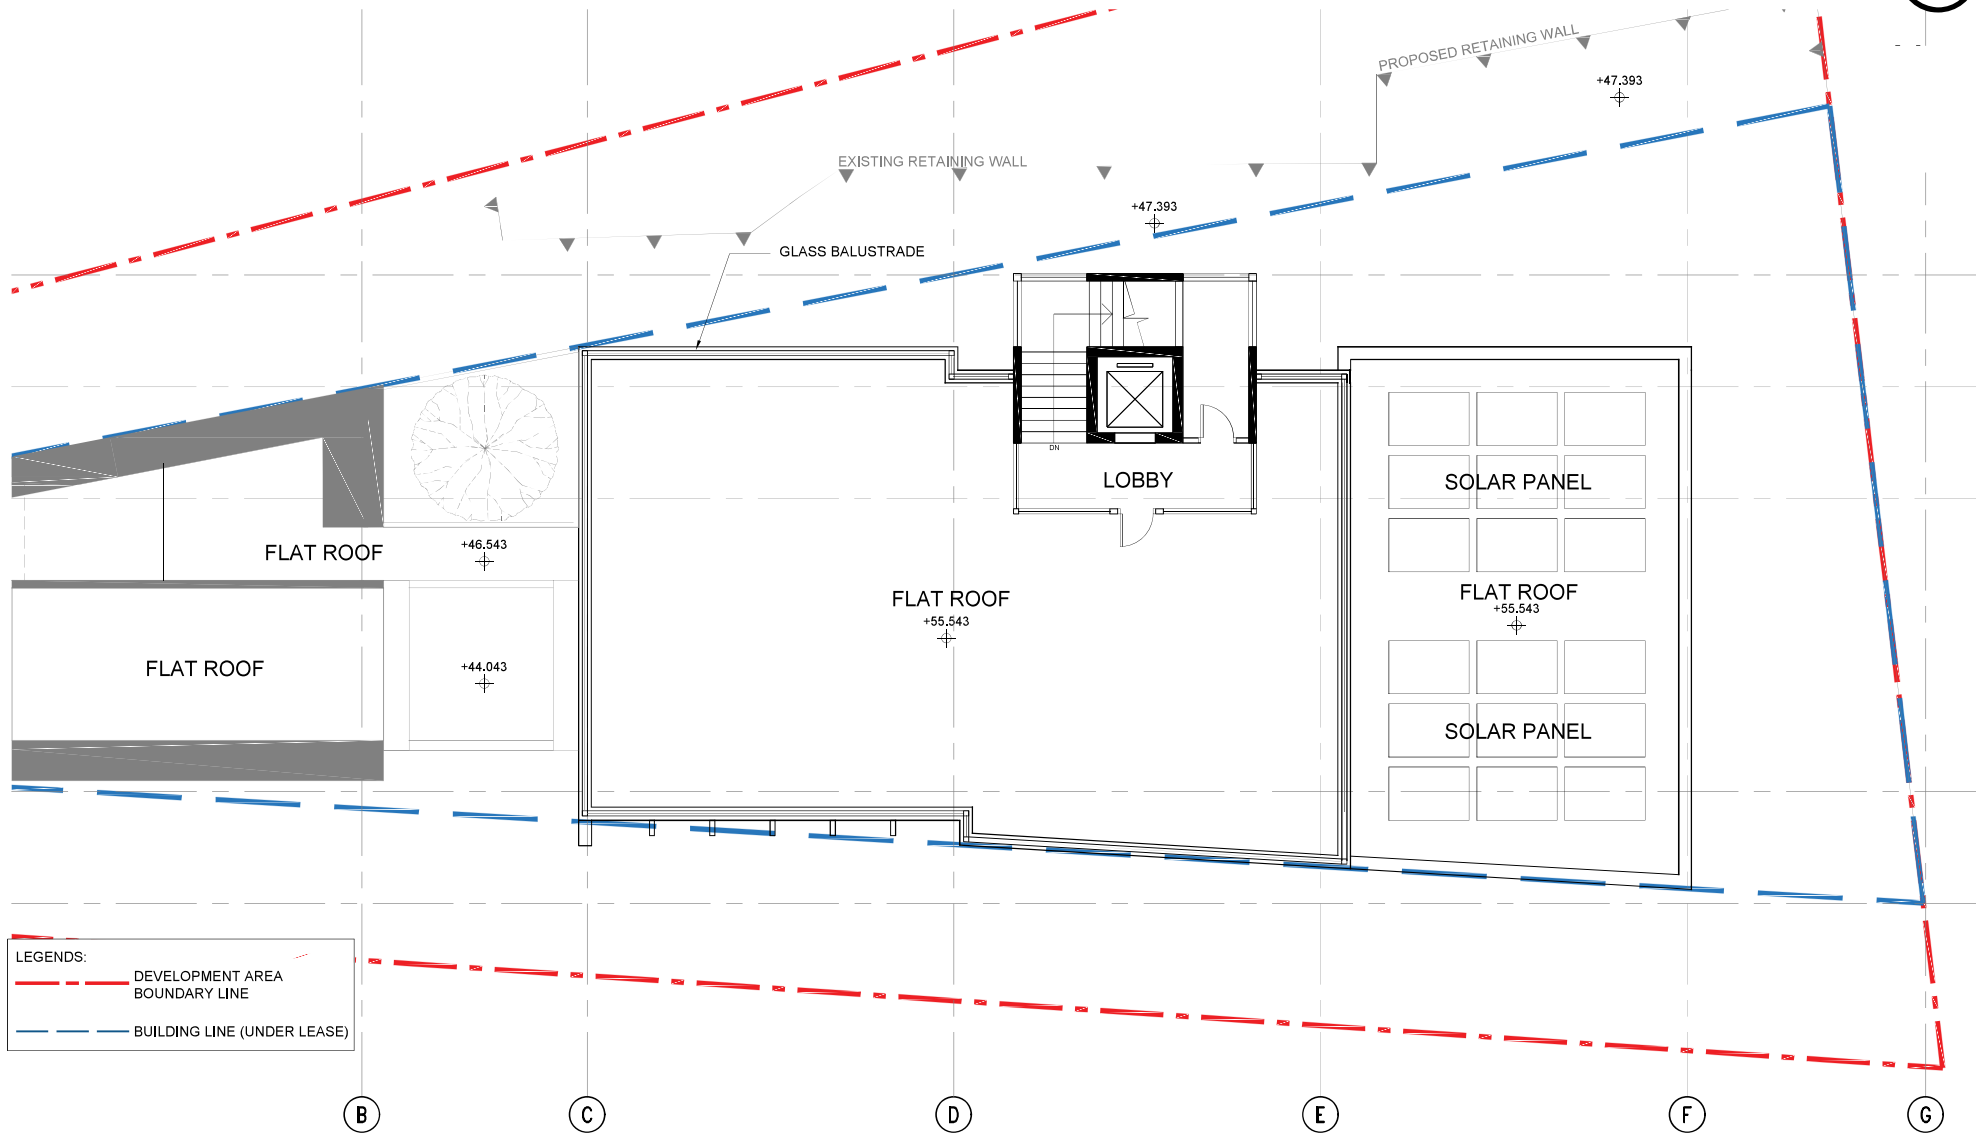 PROPOSED RETAINING WALL
+47.393
EXISTING RETAINING WALL
+47.393
GLASS BALUSTRADE
DN
LOBBY
SOLAR PANEL
FLAT ROOF
+46.543
FLAT ROOF
+55.543
FLAT ROOF
+55.543
FLAT ROOF
+44.043
SOLAR PANEL
LEGENDS:
DEVELOPMENT AREA
BOUNDARY LINE
BUILDING LINE (UNDER LEASE)
B C D E F G